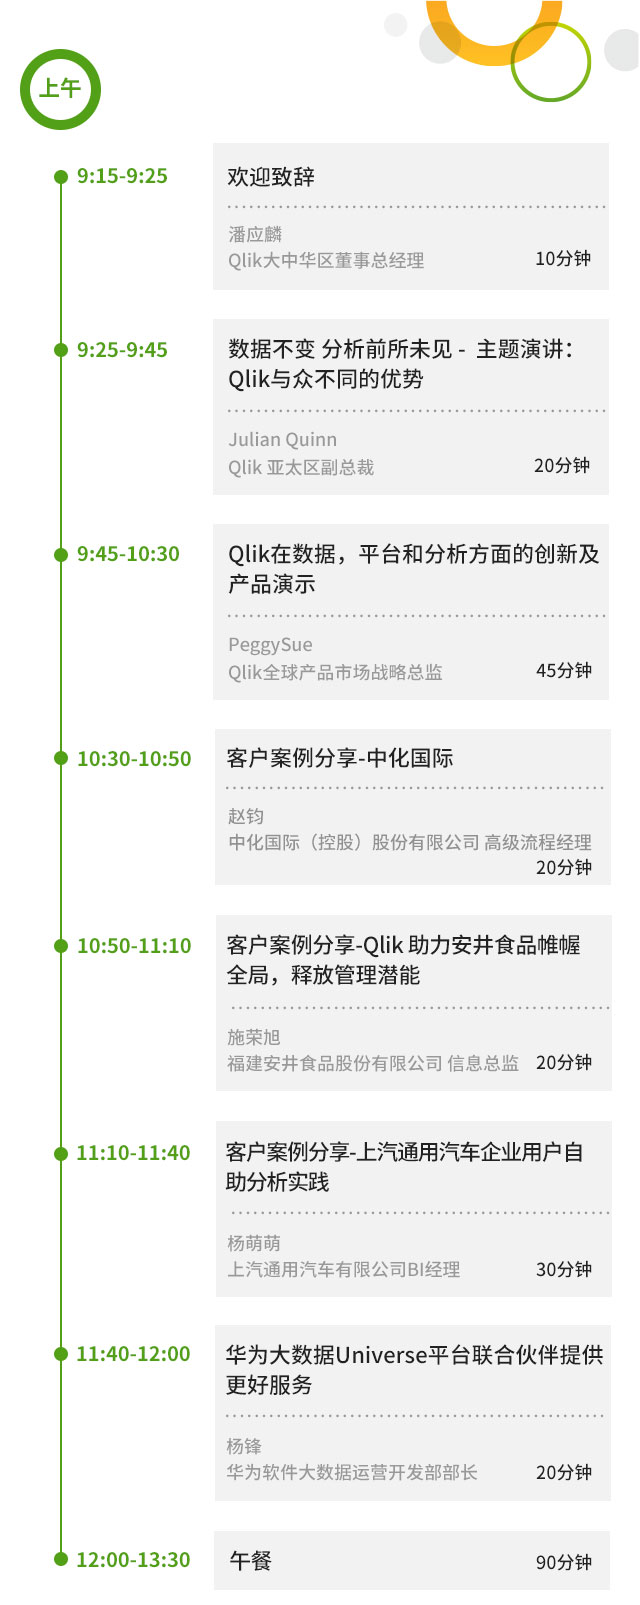 上午
9:15-9:25
欢迎致辞
潘应麟
Qlik大中华区董事总经理
10分钟
9:25-9:45
数据不变 分析前所未见 - 主题演讲：
Qlik与众不同的优势
Julian Quinn
Qlik 亚太区副总裁
20分钟
9:45-10:30
Qlik在数据，平台和分析方面的创新及
产品演示
PeggySue
Qlik全球产品市场战略总监
45分钟
10:30-10:50
客户案例分享-中化国际
赵钧
中化国际（控股）股份有限公司 高级流程经理
20分钟
10:50-11:10
客户案例分享-Qlik 助力安井食品帷幄
全局，释放管理潜能
施荣旭
福建安井食品股份有限公司 信息总监
20分钟
11:10-11:40
客户案例分享-上汽通用汽车企业用户自
助分析实践
杨萌萌
上汽通用汽车有限公司BI经理
30分钟
11:40-12:00
华为大数据Universe平台联合伙伴提供
更好服务
杨锋
华为软件大数据运营开发部部长
20分钟
12:00-13:30
午餐
90分钟